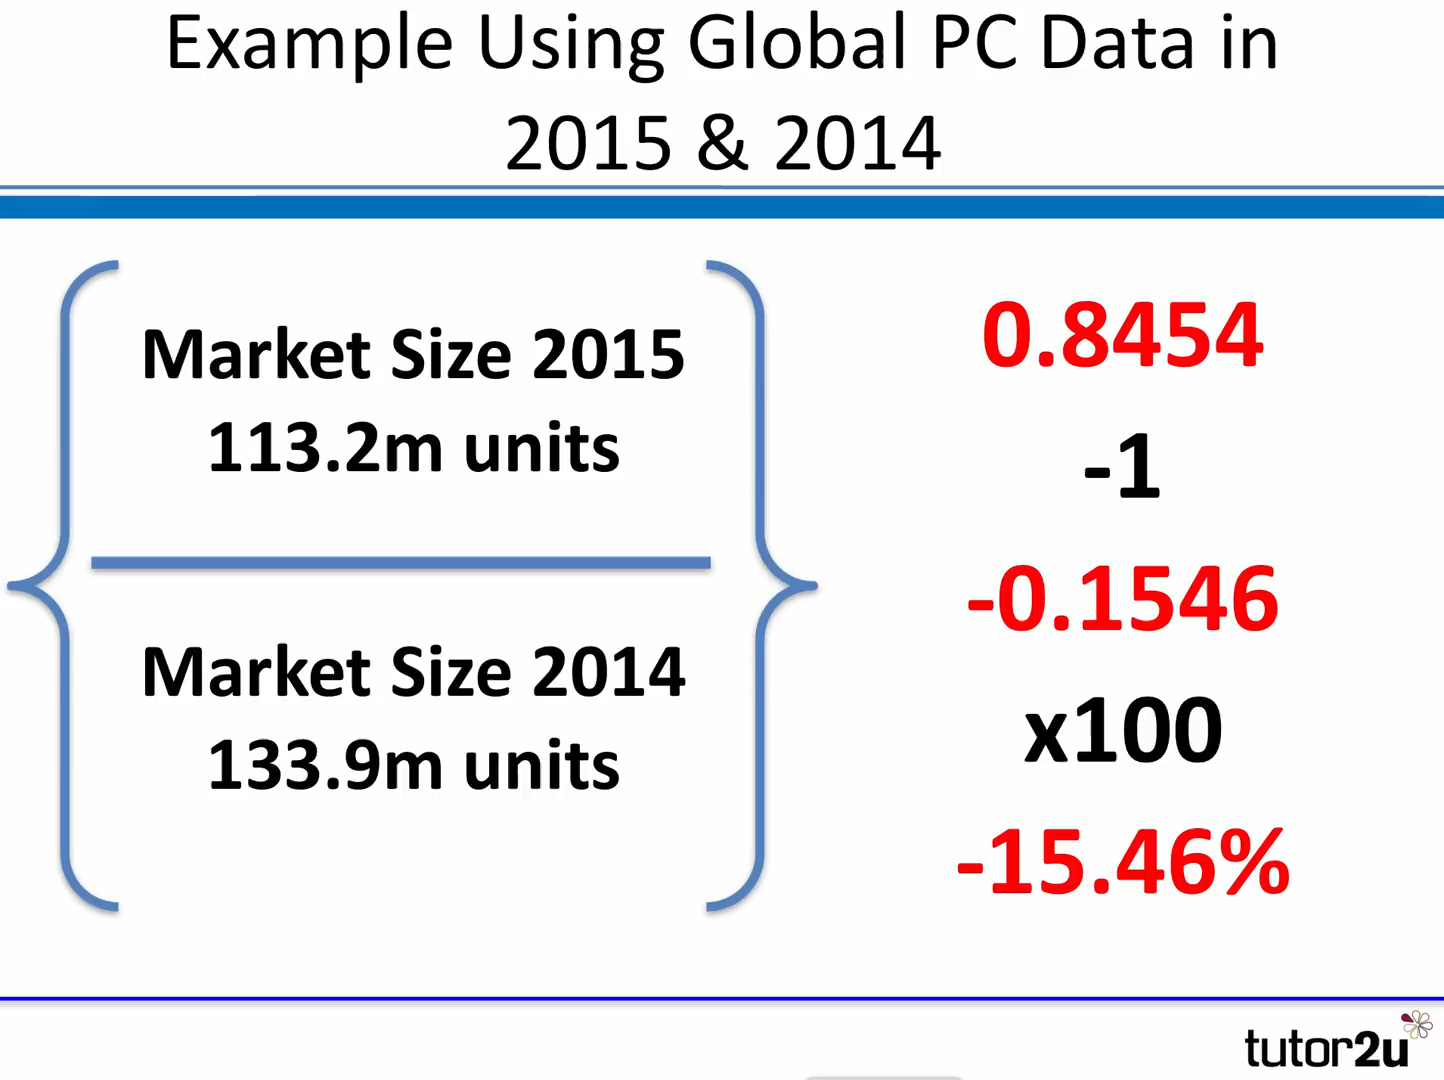 Example Using Global PC Data in
2015 & 2014
Market Size 2015
113.2m units
Market Size 2014
133.9m units
0.8454
-1
-0.1546
x100
-15.46%
tutor2u